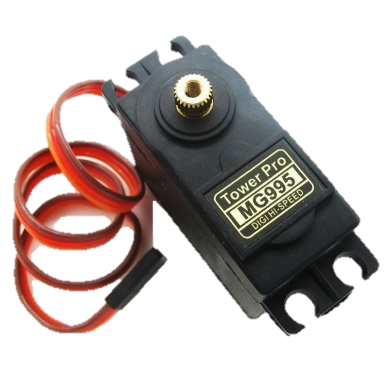 Tower Pro
MG995
DIGI HI-SPEED